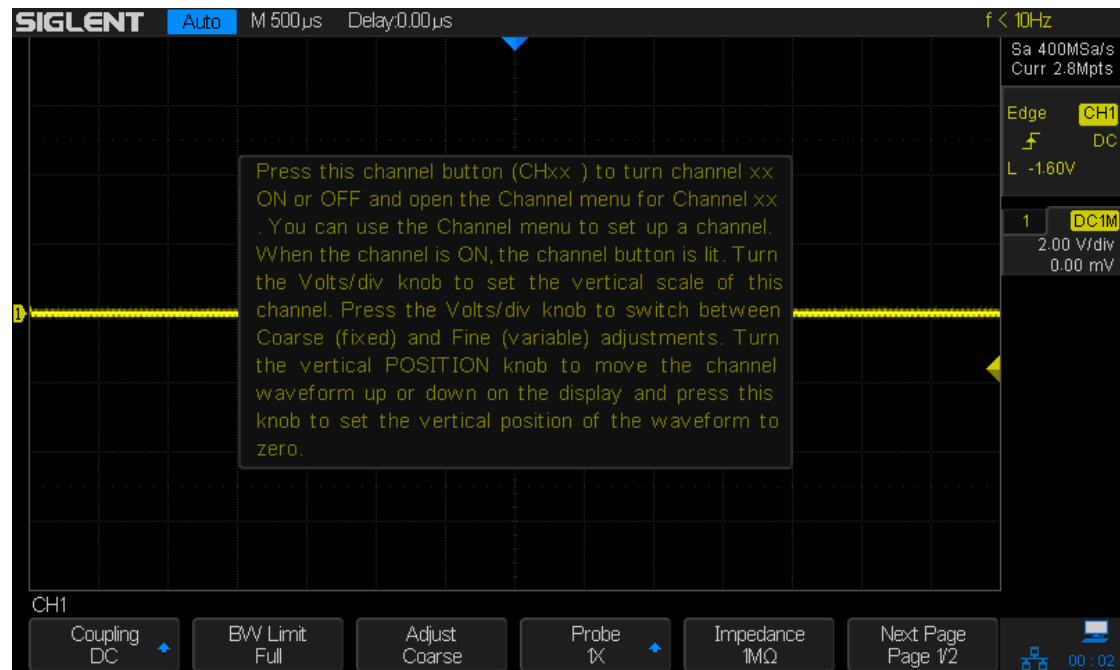 SIGLENT Auto M 500µs Delay:0.00µs f < 10Hz
Sa 400MSa/s
Curr 2.8Mpts
Edge CH1
DC
L -1.60V
1 DC1M
2.00 V/div
0.00 mV
Press this channel button (CHxx ) to turn channel xx
ON or OFF and open the Channel menu for Channel xx
. You can use the Channel menu to set up a channel.
When the channel is ON, the channel button is lit. Turn
the Volts/div knob to set the vertical scale of this
channel. Press the Volts/div knob to switch between
Coarse (fixed) and Fine (variable) adjustments. Turn
the vertical POSITION knob to move the channel
waveform up or down on the display and press this
knob to set the vertical position of the waveform to
zero.
1
CH1
Coupling
DC
BW Limit
Full
Adjust
Coarse
Probe
1X
Impedance
1MΩ
Next Page
Page 1/2
00 : 02